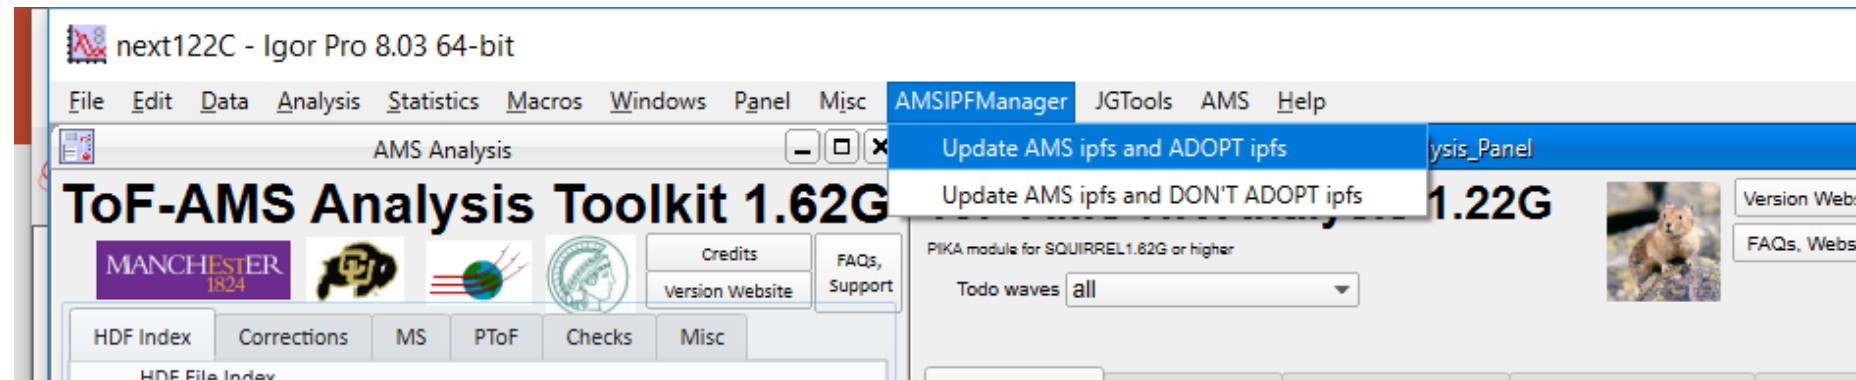 next122C - Igor Pro 8.03 64-bit
File Edit Data Analysis Statistics Macros Windows Panel Misc AMSIPFManager JGTools AMS Help
AMS Analysis
Update AMS ipfs and ADOPT ipfs
ysis_Panel
Update AMS ipfs and DON'T ADOPT ipfs
ToF-AMS Analysis Toolkit 1.62G
1.22G
MANCHESTER
1824
CU
Credits
Version Website
FAQs,
Support
PIKA module for SQUIRREL1.62G or higher
Todo waves all
Version Webs
FAQs, Webs
HDF Index Corrections MS PToF Checks Misc
HDF File Index